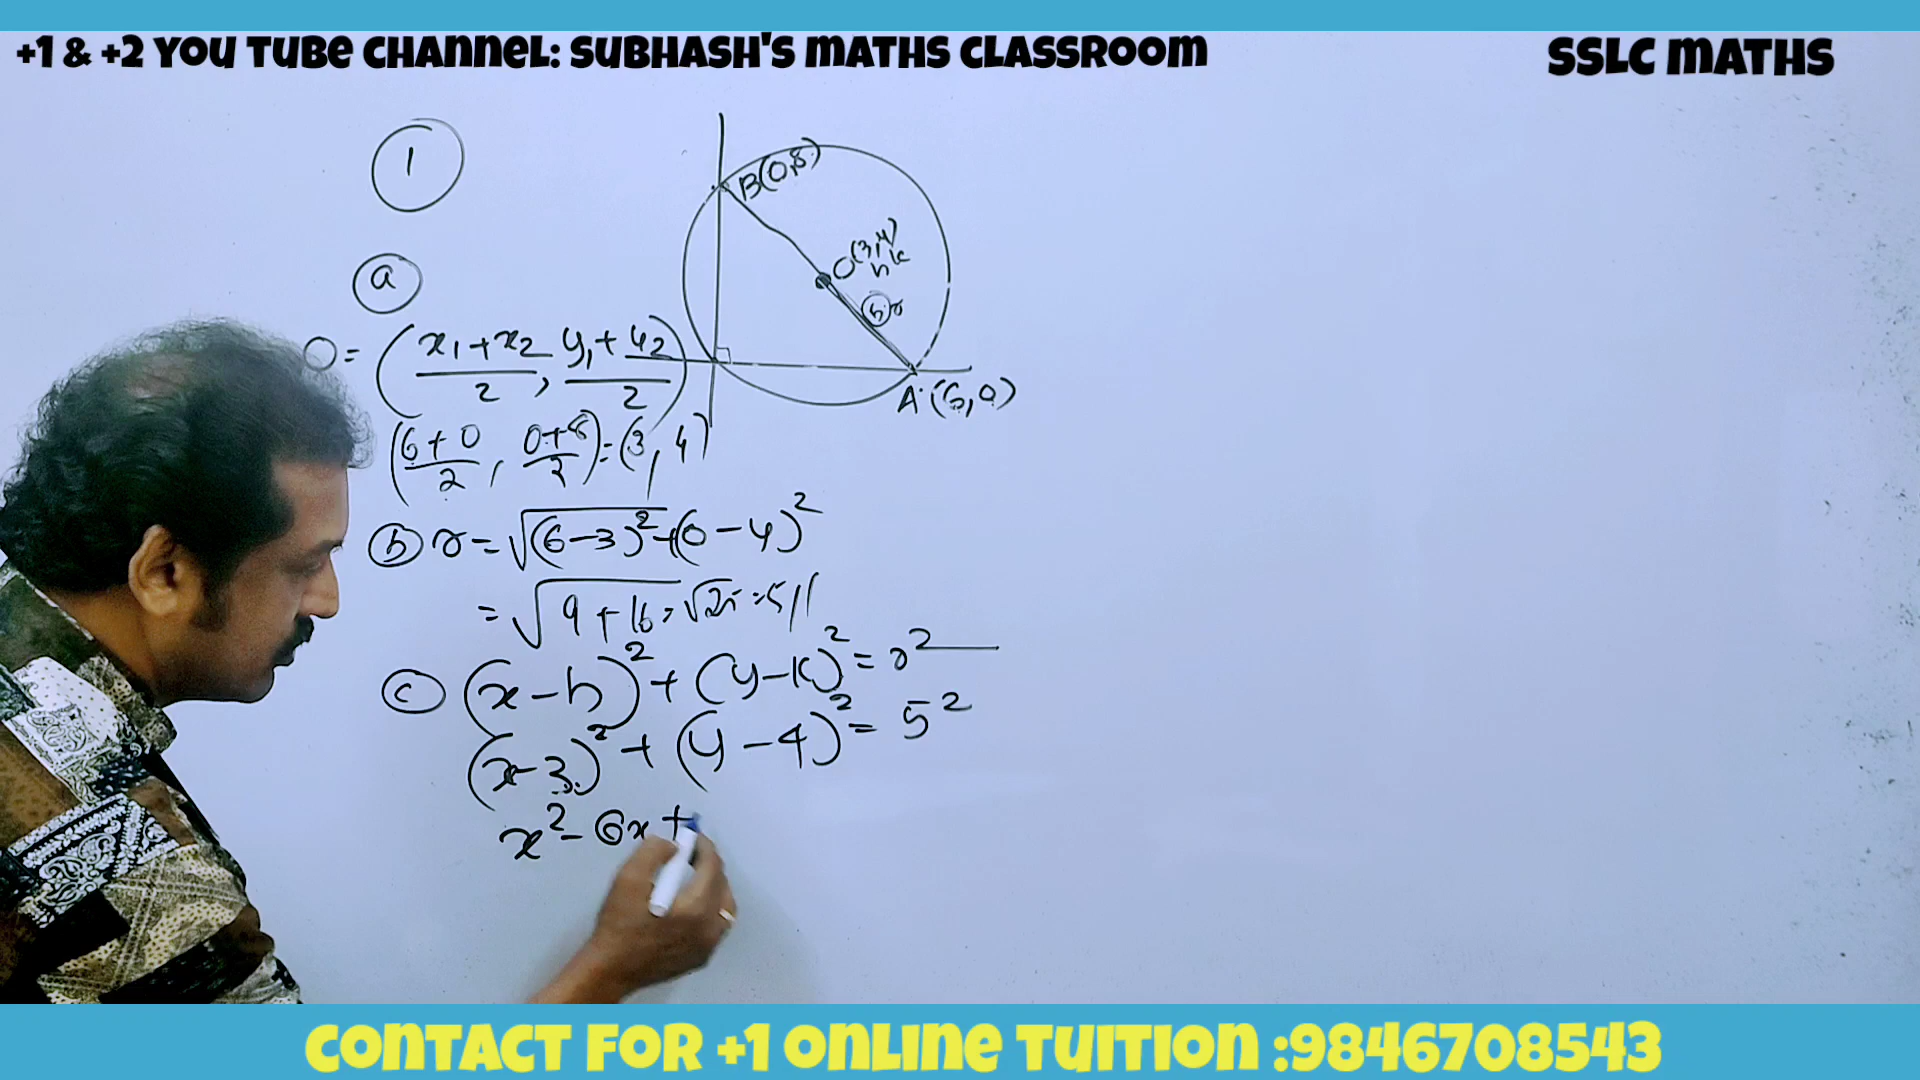 +1 & +2 YOU TUBE CHANNEL: SUBHASH'S MATHS CLASSROOM
SSLC MATHS
1
B(0,8)
O(3,4)
h k
5 r
A(6,0)
a
O = (x₁+x₂/2, y₁+y₂/2)
(6+0/2, 0+8/2) = (3, 4)
b r = √(6-3)²+(0-4)²
= √9+16 = √25 = 5//
c (x-h)² + (y-k)² = r²
(x-3)² + (y-4)² = 5²
x² - 6x +
CONTACT FOR +1 ONLINE TUITION :9846708543